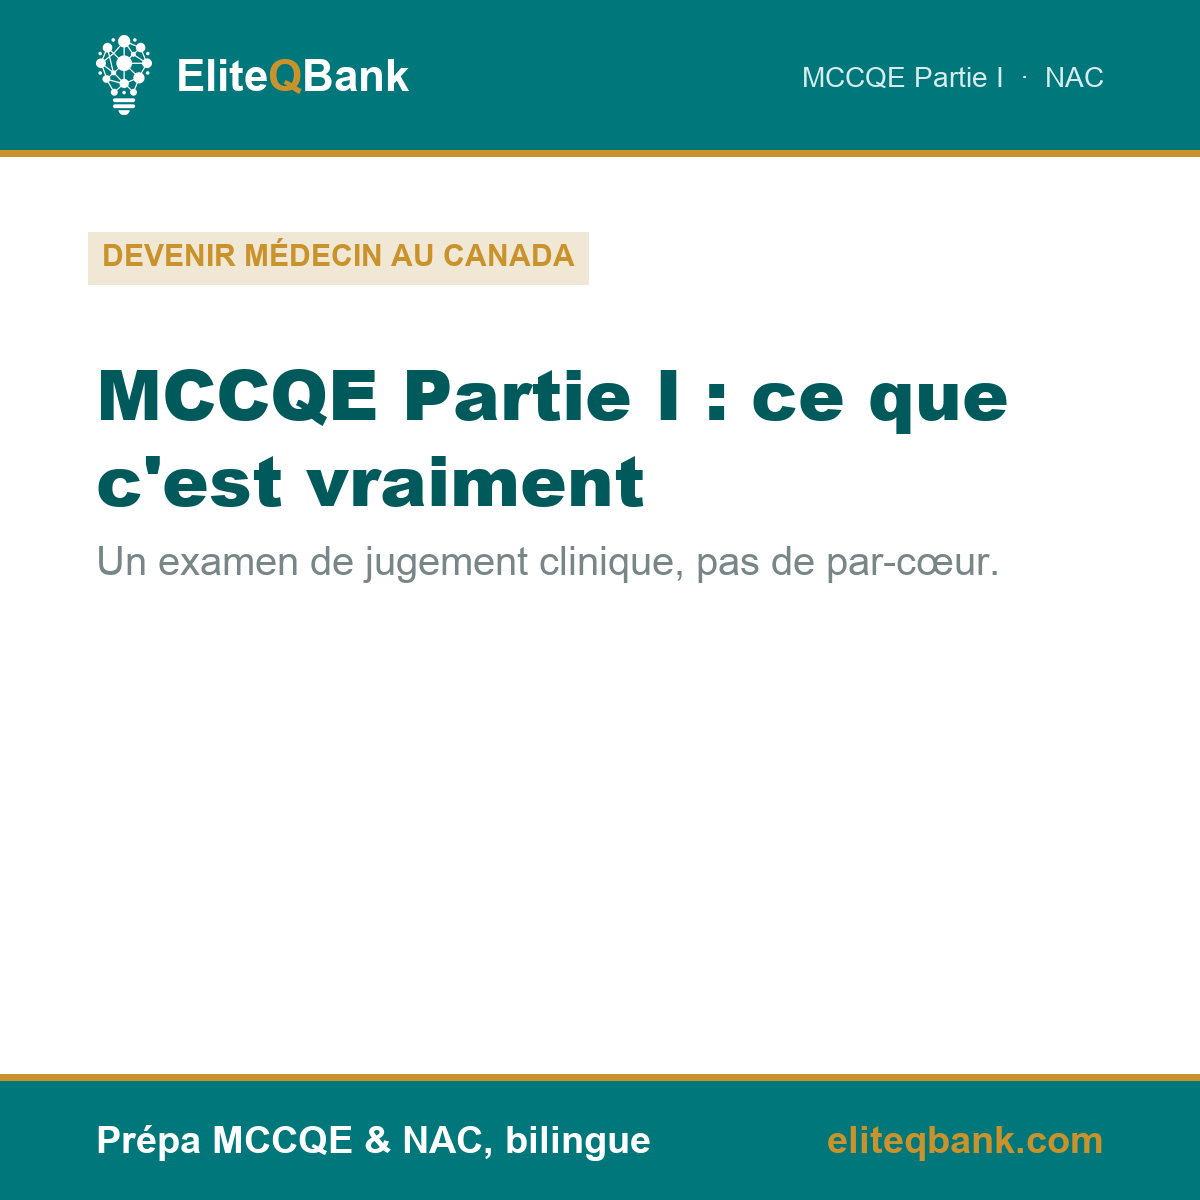 EliteQBank
MCCQE Partie I · NAC
DEVENIR MÉDECIN AU CANADA
MCCQE Partie I : ce que
c'est vraiment
Un examen de jugement clinique, pas de par-cœur.
Prépa MCCQE & NAC, bilingue
eliteqbank.com